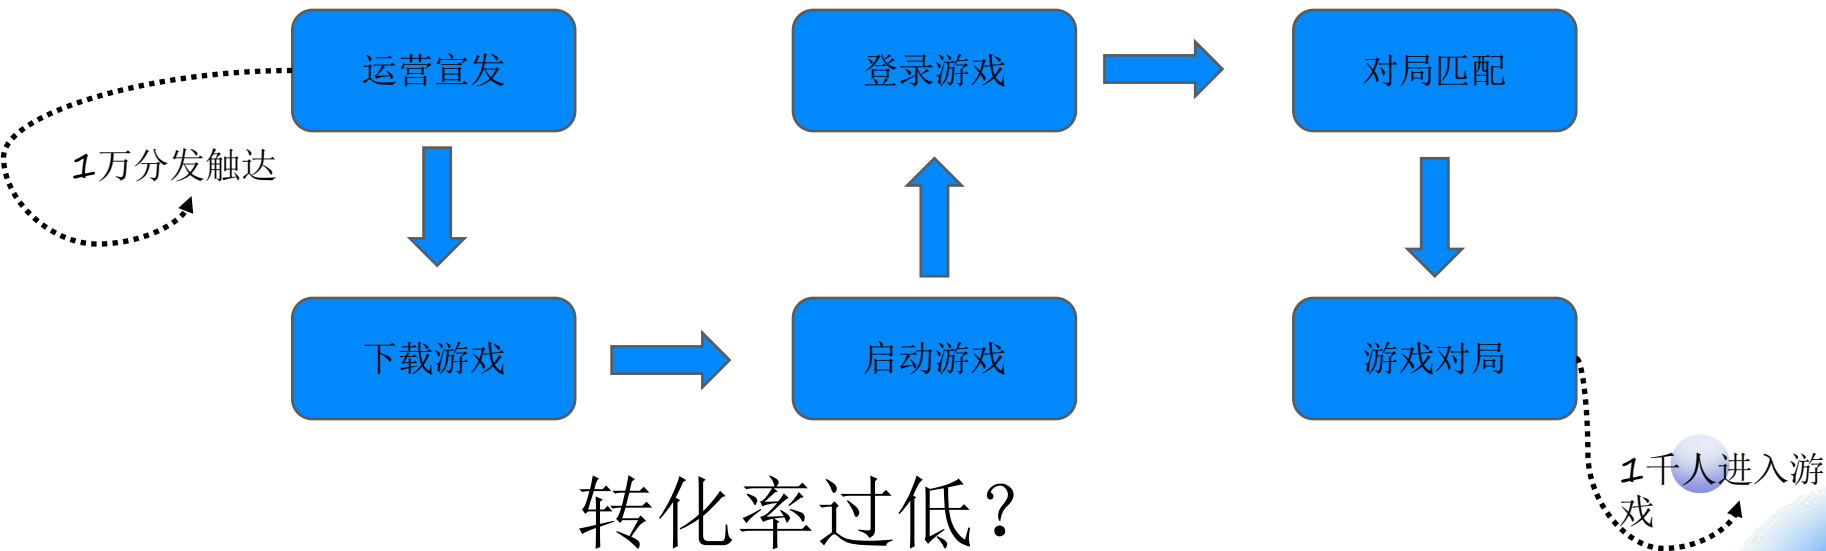 运营宣发
登录游戏
对局匹配
1万分发触达
下载游戏
启动游戏
游戏对局
1千人进入游
戏
转化率过低？